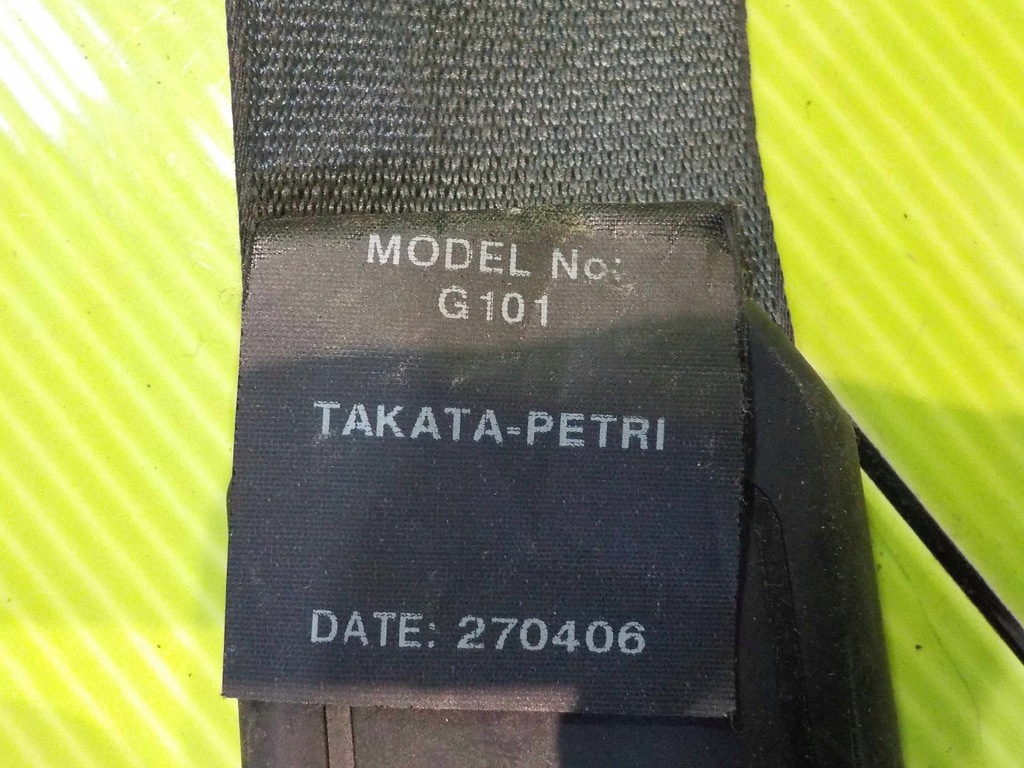 MODEL No:
G101
TAKATA-PETRI
DATE: 270406